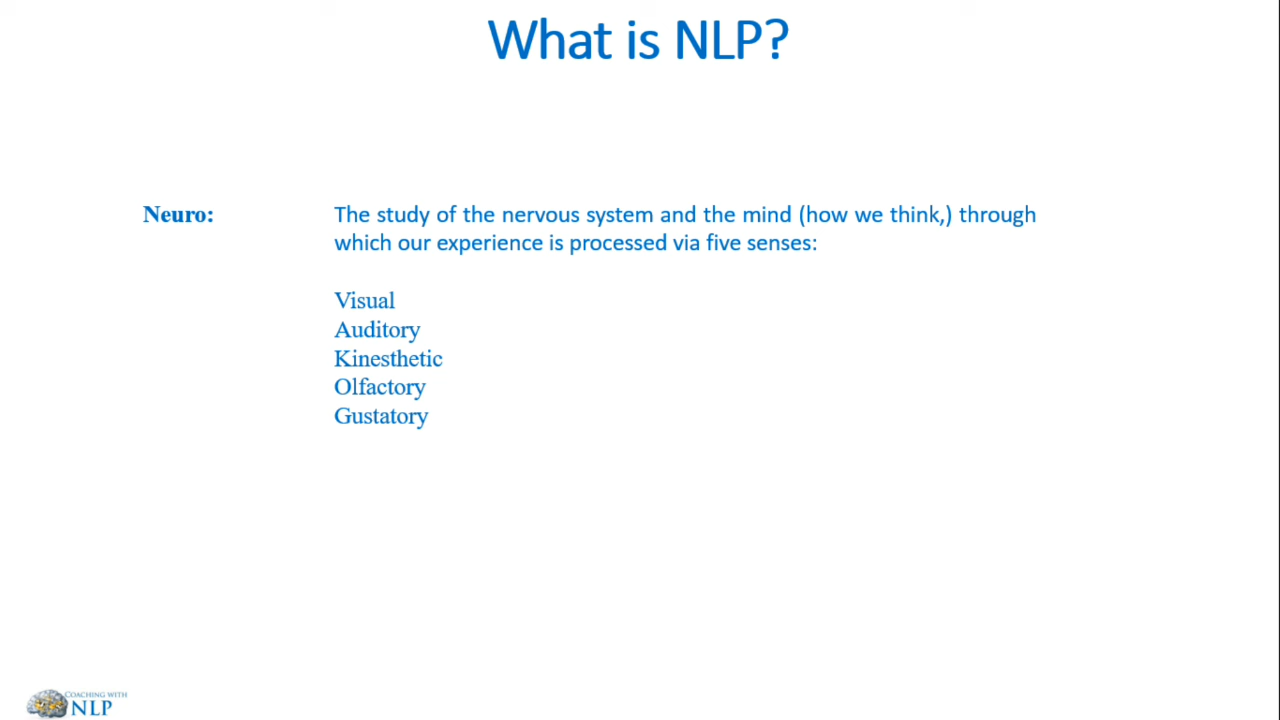 What is NLP?
Neuro:
The study of the nervous system and the mind (how we think,) through
which our experience is processed via five senses:
Visual
Auditory
Kinesthetic
Olfactory
Gustatory
COACHING WITH
NLP